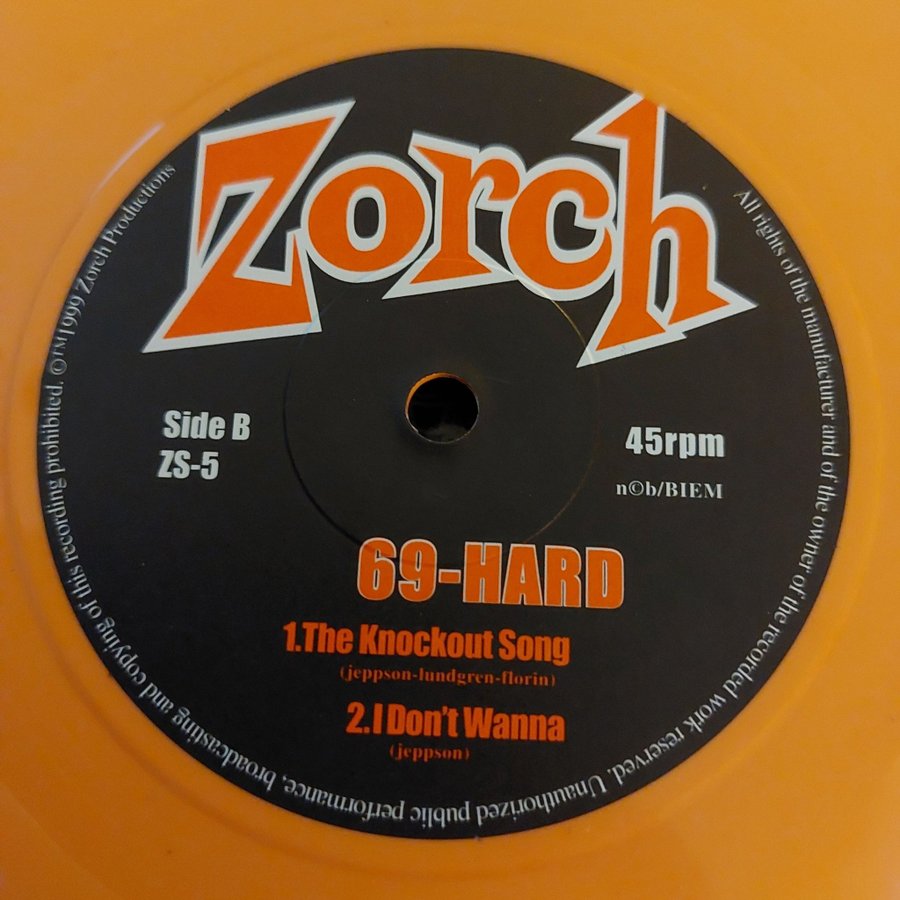 Zorch
Side B
ZS-5
45rpm
n©b/BIEM
69-HARD
1.The Knockout Song
(jeppson-lundgren-florin)
2.I Don't Wanna
(jeppson)
All rights of the manufacturer and of the owner of the recorded work reserved. Unauthorized public performance, broadcasting and copying of this recording prohibited. ©™1999 Zorch Productions